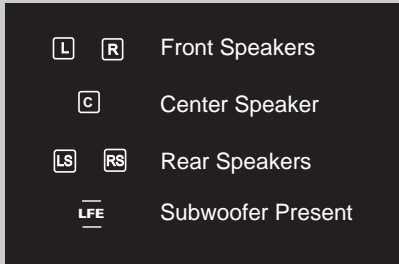 L R Front Speakers
C Center Speaker
LS RS Rear Speakers
LFE Subwoofer Present